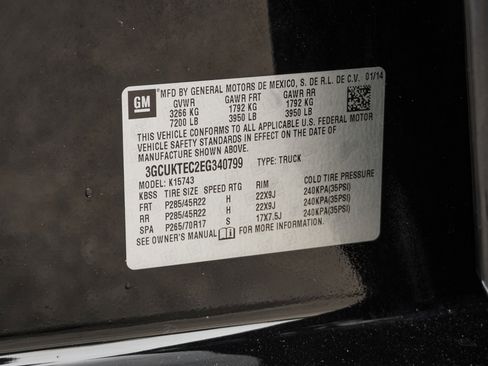 GM
MFD BY GENERAL MOTORS DE MEXICO, S. DE R.L. DE C.V. 01/14
GVWR GAWR FRT GAWR RR
3266 KG 1792 KG 1792 KG
7200 LB 3950 LB 3950 LB
THIS VEHICLE CONFORMS TO ALL APPLICABLE U.S. FEDERAL MOTOR
VEHICLE SAFETY STANDARDS IN EFFECT ON THE DATE OF
MANUFACTURE SHOWN ABOVE.
3GCUKTEC2EG340799 TYPE: TRUCK
MODEL: K15743
KBSS TIRE SIZE SPEED RTG RIM COLD TIRE PRESSURE
FRT P285/45R22 H 22X9J 240KPA(35PSI)
RR P285/45R22 H 22X9J 240KPA(35PSI)
SPA P265/70R17 S 17X7.5J 240KPA(35PSI)
SEE OWNER'S MANUAL FOR MORE INFORMATION.